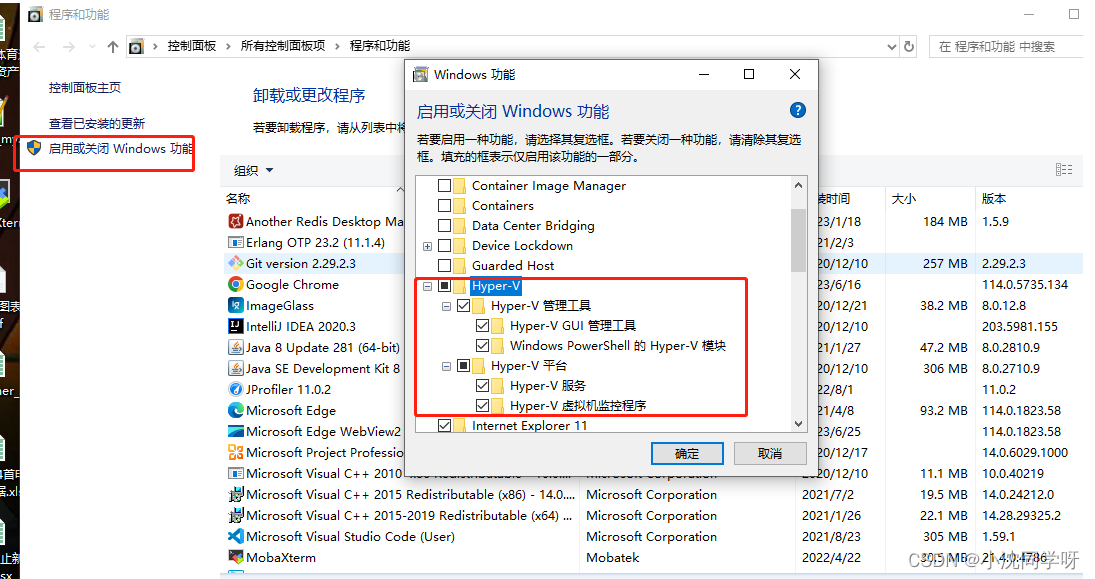 程序和功能
控制面板 › 所有控制面板项 › 程序和功能
在 程序和功能 中搜索
控制面板主页
查看已安装的更新
启用或关闭 Windows 功能
卸载或更改程序
若要卸载程序，请从列表中将
组织
名称
装时间 大小 版本
Another Redis Desktop Ma 23/1/18 184 MB 1.5.9
Erlang OTP 23.2 (11.1.4) 21/2/3
Git version 2.29.2.3 20/12/10 257 MB 2.29.2.3
Google Chrome 23/6/16 114.0.5735.134
ImageGlass 20/12/21 38.2 MB 8.0.12.8
IntelliJ IDEA 2020.3 20/12/10 203.5981.155
Java 8 Update 281 (64-bit) 21/1/27 47.2 MB 8.0.2810.9
Java SE Development Kit 8 20/12/10 306 MB 8.0.2710.9
JProfiler 11.0.2 22/8/1 11.0.2
Microsoft Edge 21/4/8 93.2 MB 114.0.1823.58
Microsoft Edge WebView2 23/6/25 114.0.1823.58
Microsoft Project Professio 20/12/17 14.0.6029.1000
Microsoft Visual C++ 2010 2020/12/10 11.1 MB 10.0.40219
Microsoft Visual C++ 2015 Redistributable (x86) - 14.0.... Microsoft Corporation 2021/7/2 19.5 MB 14.0.24212.0
Microsoft Visual C++ 2015-2019 Redistributable (x64) ... Microsoft Corporation 2021/1/26 22.1 MB 14.28.29325.2
Microsoft Visual Studio Code (User) Microsoft Corporation 2021/8/23 305 MB 1.59.1
MobaXterm Mobatek 2022/4/22 20.5 MB 21.4.0.4786
Windows 功能
启用或关闭 Windows 功能
若要启用一种功能，请选择其复选框。若要关闭一种功能，请清除其复选
框。填充的框表示仅启用该功能的一部分。
Container Image Manager
Containers
Data Center Bridging
Device Lockdown
Guarded Host
Hyper-V
Hyper-V 管理工具
Hyper-V GUI 管理工具
Windows PowerShell 的 Hyper-V 模块
Hyper-V 平台
Hyper-V 服务
Hyper-V 虚拟机监控程序
Internet Explorer 11
确定 取消
CSDN @小沈同学呀